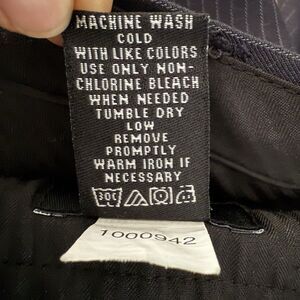 MACHINE WASH
COLD
WITH LIKE COLORS
USE ONLY NON-
CHLORINE BLEACH
WHEN NEEDED
TUMBLE DRY
LOW
REMOVE
PROMPTLY
WARM IRON IF
NECESSARY
30C
1000942